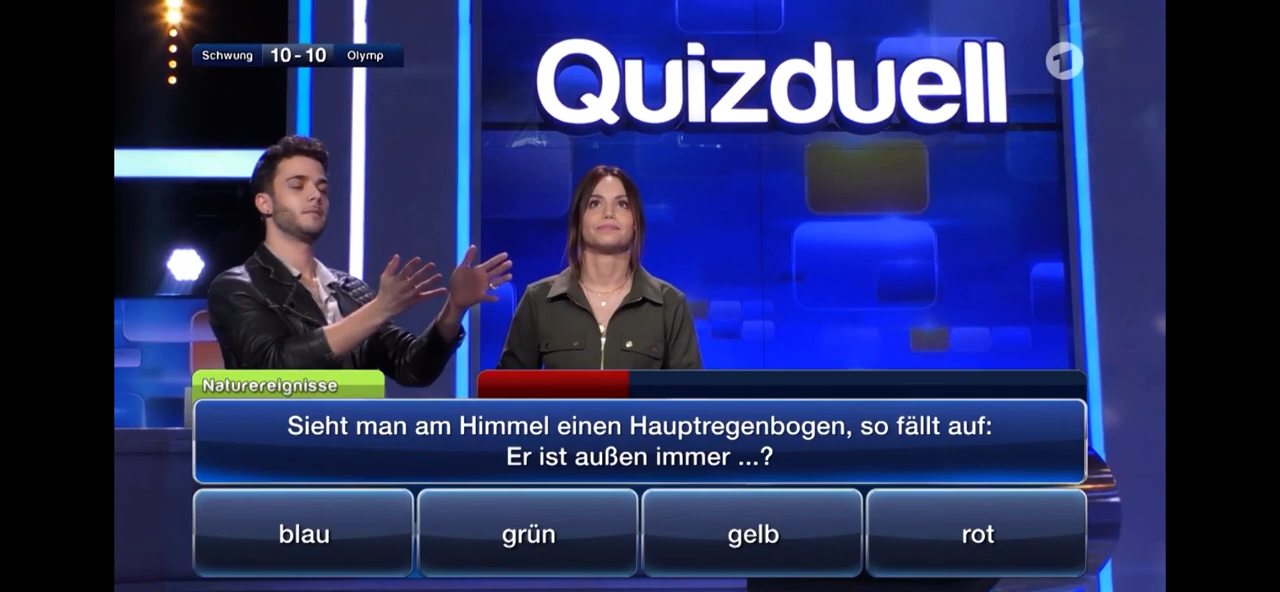 Schwung 10-10 Olymp
Quizduell
1
Naturereignisse
Sieht man am Himmel einen Hauptregenbogen, so fällt auf:
Er ist außen immer ...?
blau
grün
gelb
rot